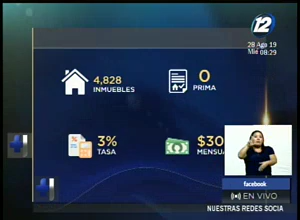 12
28 Ago 19
Mié 08:29
4,828
INMUEBLES
0
PRIMA
3%
TASA
$30
MENSUA
facebook
EN VIVO
NUESTRAS REDES SOCIA